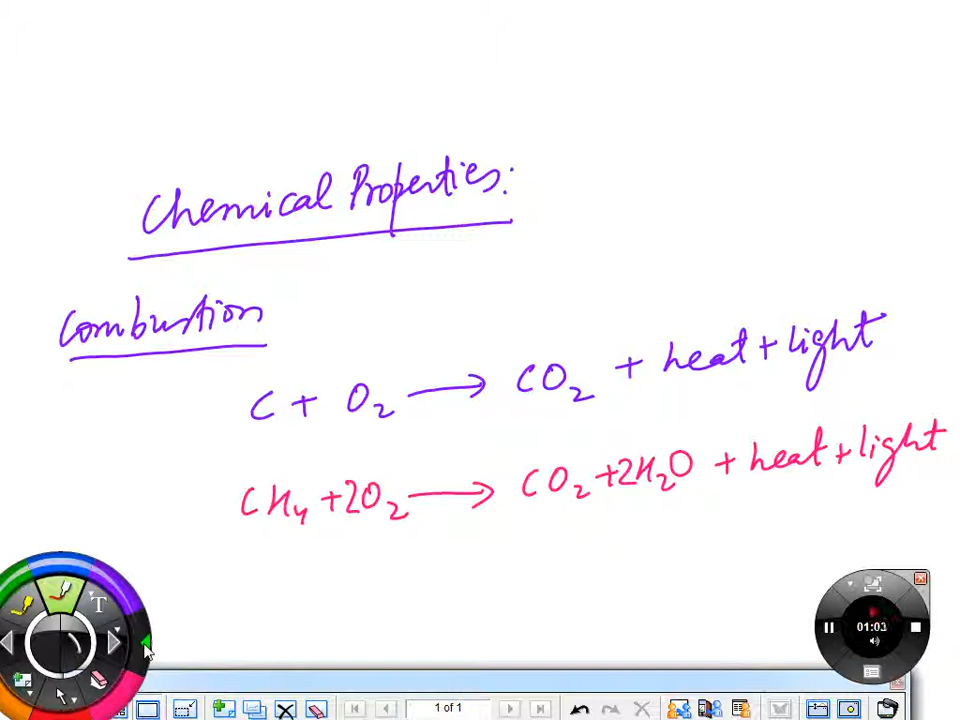 Chemical Properties:
Combustion
C + O₂ ⟶ CO₂ + heat + light
CH₄ + 2O₂ ⟶ CO₂ + 2H₂O + heat + light
T
01:03
1 of 1